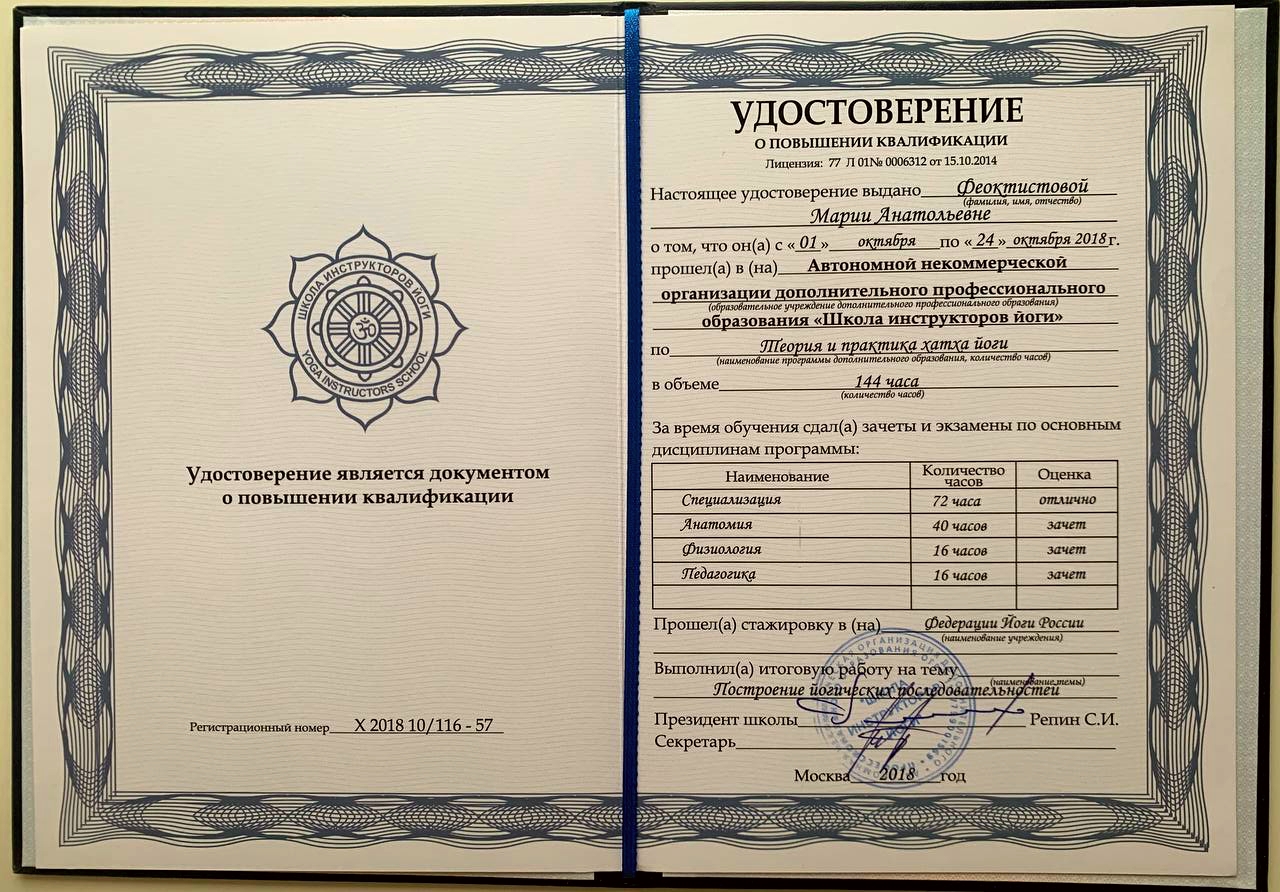 ШКОЛА ИНСТРУКТОРОВ ЙОГИ
YOGA INSTRUCTORS SCHOOL
Удостоверение является документом
о повышении квалификации
Регистрационный номер X 2018 10/116 - 57
УДОСТОВЕРЕНИЕ
О ПОВЫШЕНИИ КВАЛИФИКАЦИИ
Лицензия: 77 Л 01№ 0006312 от 15.10.2014
Настоящее удостоверение выдано Феоктистовой
(фамилия, имя, отчество)
Марии Анатольевне
о том, что он(а) с « 01 » октября по « 24 » октября 2018 г.
прошел(а) в (на) Автономной некоммерческой
организации дополнительного профессионального
(образовательное учреждение дополнительного профессионального образования)
образования «Школа инструкторов йоги»
по Теория и практика хатха йоги
(наименование программы дополнительного образования, количество часов)
в объеме 144 часа
(количество часов)
За время обучения сдал(а) зачеты и экзамены по основным
дисциплинам программы:
Наименование Количество часов Оценка
Специализация 72 часа отлично
Анатомия 40 часов зачет
Физиология 16 часов зачет
Педагогика 16 часов зачет
Прошел(а) стажировку в (на) Федерации Йоги России
(наименование учреждения)
Выполнил(а) итоговую работу на тему
(наименование темы)
Построение йогических последовательностей
Президент школы Репин С.И.
Секретарь
Москва 2018 год
"ШКОЛА
ИНСТРУКТОРОВ
ЙОГИ"